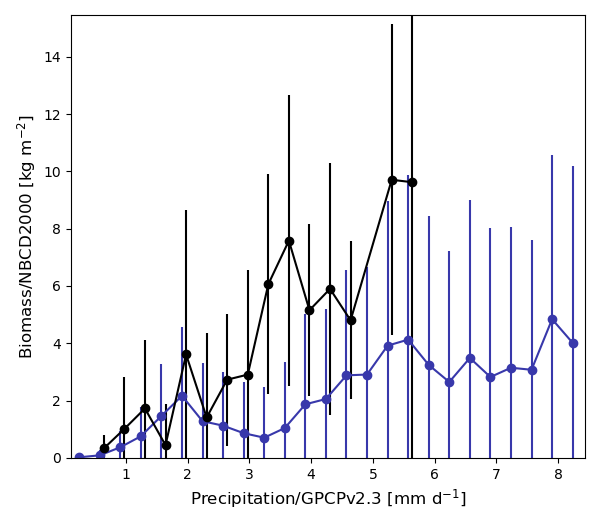 14
12
10
8
6
4
2
0
Biomass/NBCD2000 [kg m⁻²]
1 2 3 4 5 6 7 8
Precipitation/GPCPv2.3 [mm d⁻¹]